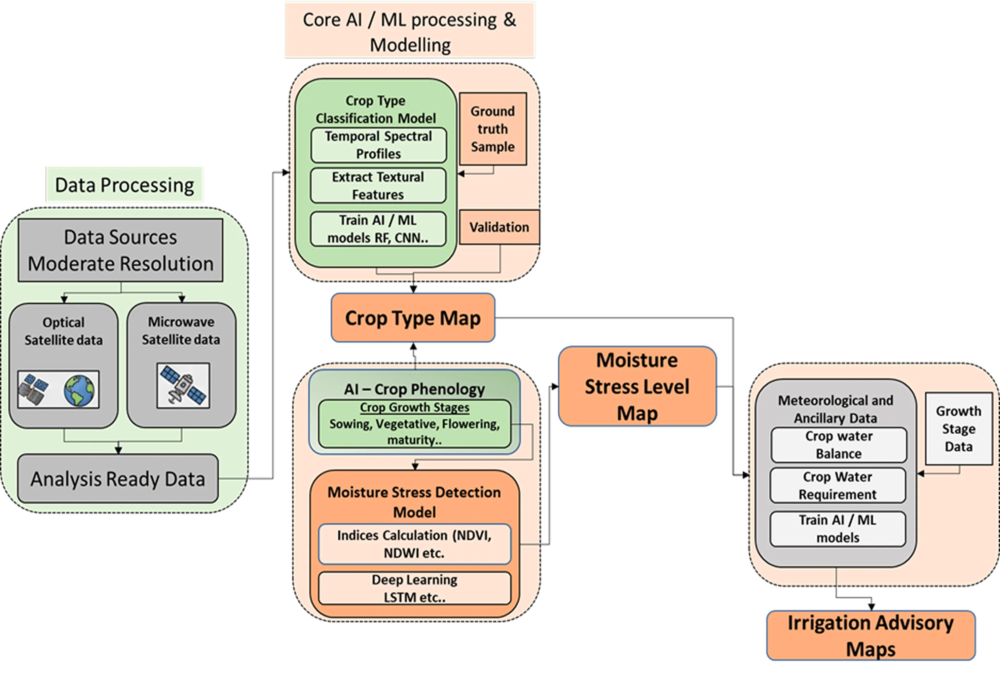 Core AI / ML processing &
Modelling
Crop Type
Classification Model
Temporal Spectral
Profiles
Extract Textural
Features
Train AI / ML
models RF, CNN..
Ground
truth
Sample
Validation
Data Processing
Data Sources
Moderate Resolution
Optical
Satellite data
Microwave
Satellite data
Analysis Ready Data
Crop Type Map
AI – Crop Phenology
Crop Growth Stages
Sowing, Vegetative, Flowering,
maturity..
Moisture Stress Detection
Model
Indices Calculation (NDVI,
NDWI etc.
Deep Learning
LSTM etc..
Moisture
Stress Level
Map
Meteorological and
Ancillary Data
Crop water
Balance
Crop Water
Requirement
Train AI / ML
models
Growth
Stage
Data
Irrigation Advisory
Maps